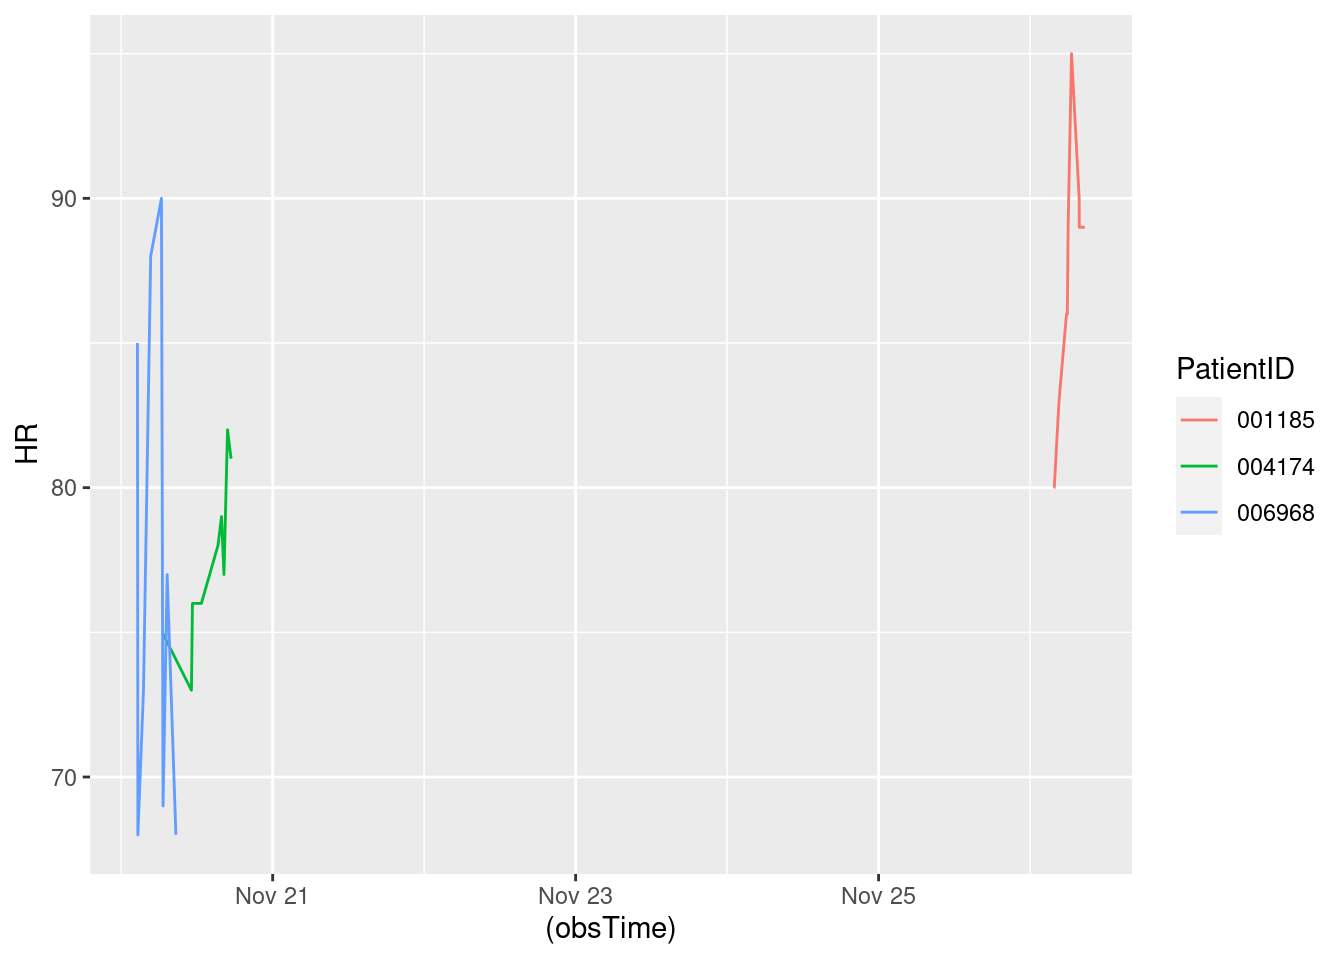 HR
90
80
70
Nov 21
Nov 23
Nov 25
(obsTime)
PatientID
001185
004174
006968